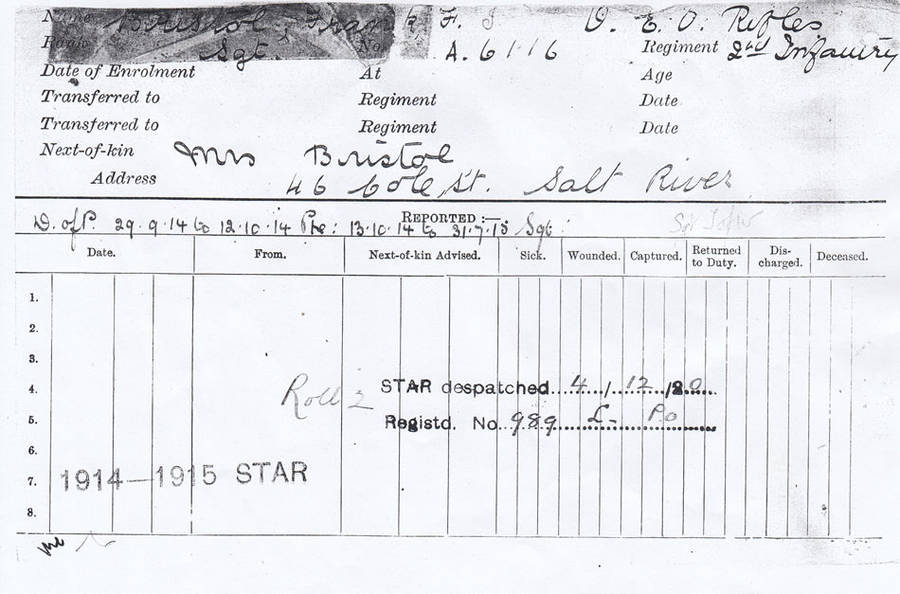 Name Bristol, Frank F. J D. E. O. Rifles
Rank Sgt. No. A. 6116 Regiment 2nd Infantry
Date of Enrolment At Age
Transferred to Regiment Date
Transferred to Regiment Date
Next-of-kin Mrs Bristol
Address 46 Cole St. Salt River
D. of P. 29.9.14 to 12.10.14 Pte: 13.10.14 to 31.7.15 Sgt:
REPORTED :—
Date. From. Next-of-kin Advised. Sick. Wounded. Captured. Returned to Duty. Discharged. Deceased.
1.
2.
3.
4. Roll 2 STAR despatched 4/12/20
5. Registd. No. 989 L- Po
6.
7. 1914—1915 STAR
8.